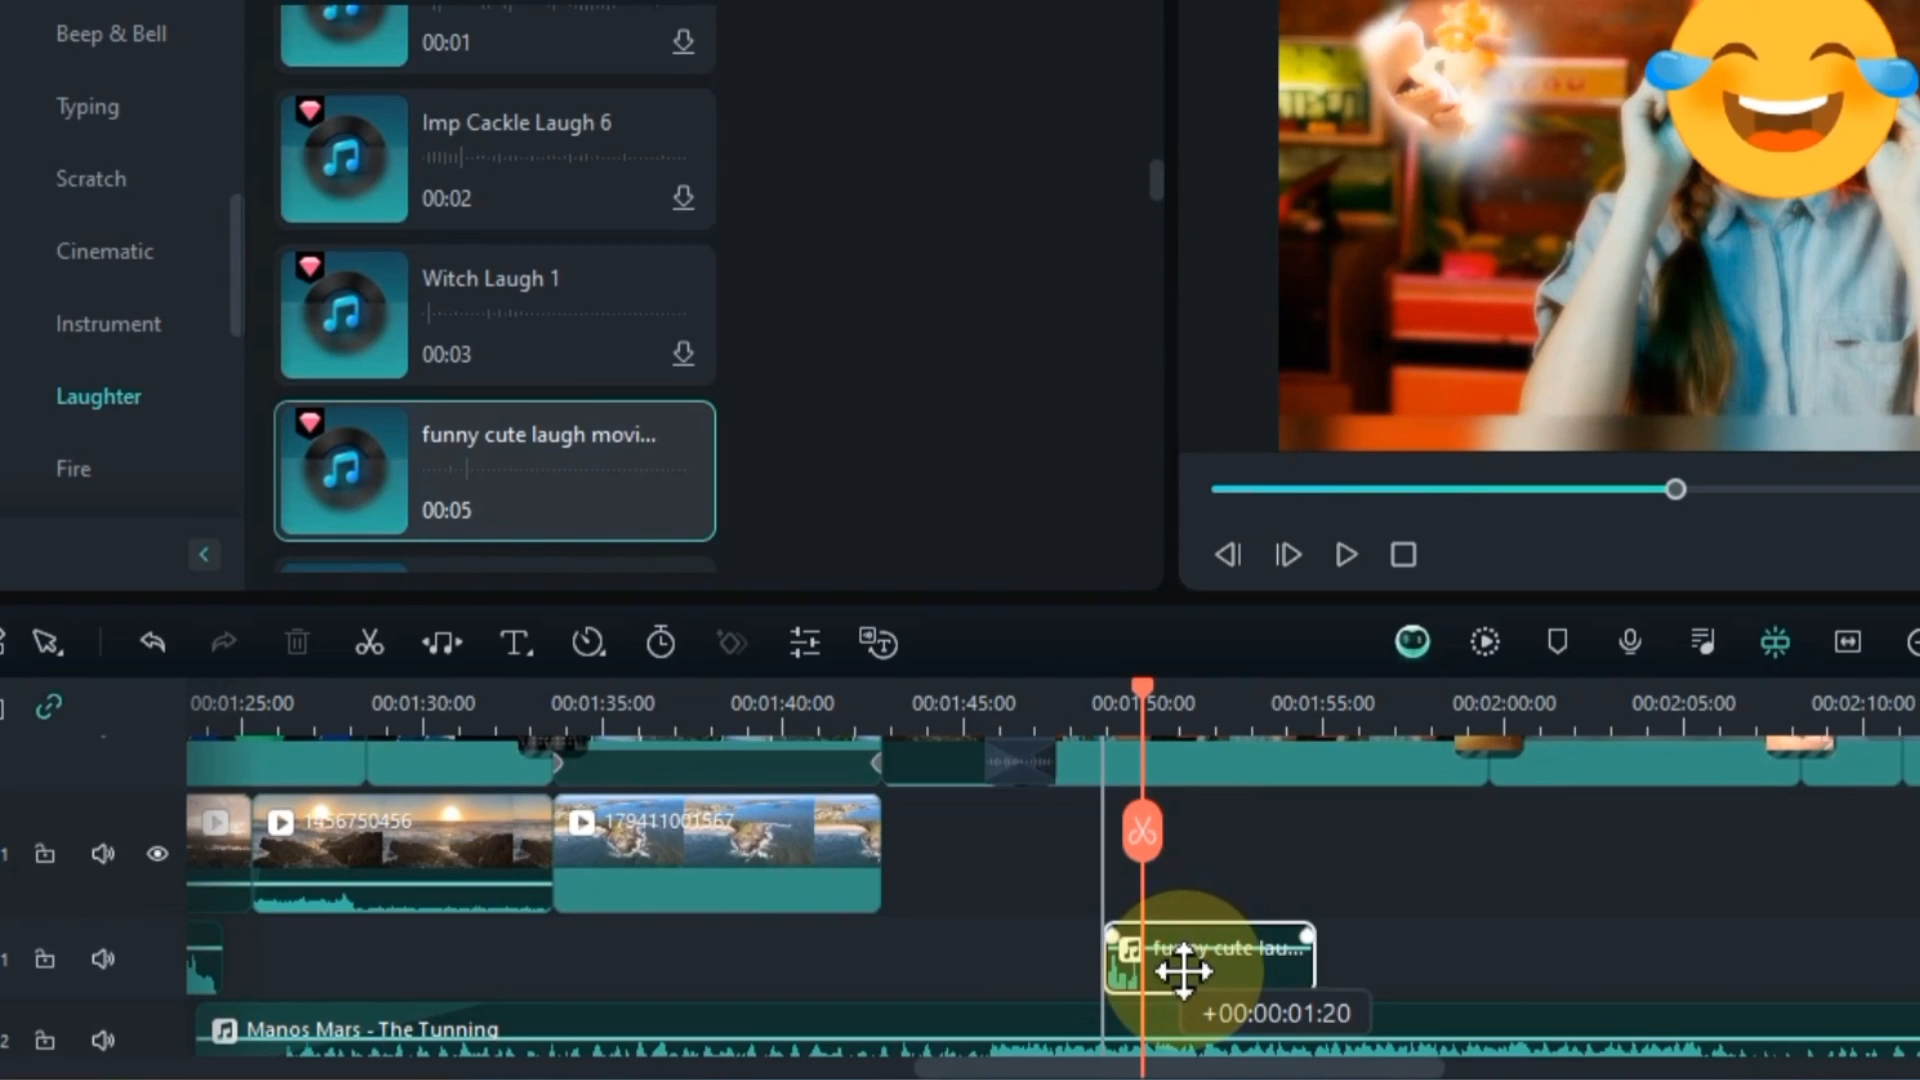 Beep & Bell
Typing
Scratch
Cinematic
Instrument
Laughter
Fire
00:01
Imp Cackle Laugh 6
00:02
Witch Laugh 1
00:03
funny cute laugh movi...
00:05
00:01:25:00
00:01:30:00
00:01:35:00
00:01:40:00
00:01:45:00
00:01:50:00
00:01:55:00
00:02:00:00
00:02:05:00
00:02:10:00
1456750456
179411001567
1
funny cute lau...
1
+00:00:01:20
Manos Mars - The Tunning
2